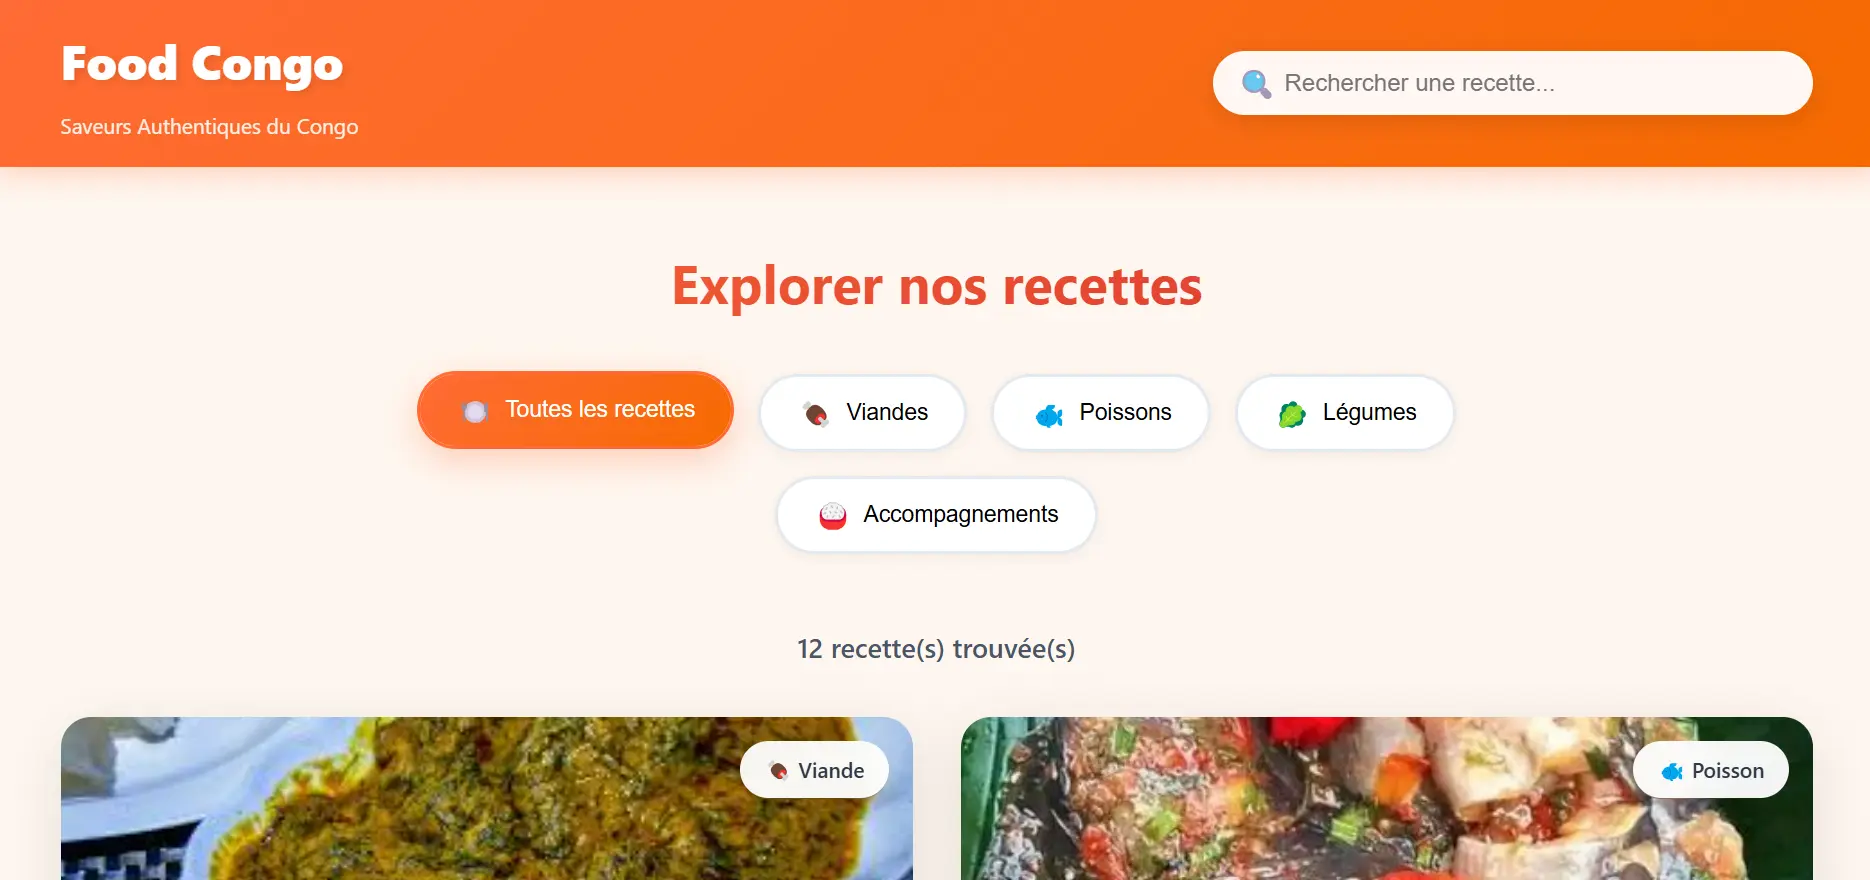 Food Congo
Saveurs Authentiques du Congo
Rechercher une recette...
Explorer nos recettes
Toutes les recettes
Viandes
Poissons
Légumes
Accompagnements
12 recette(s) trouvée(s)
Viande
Poisson